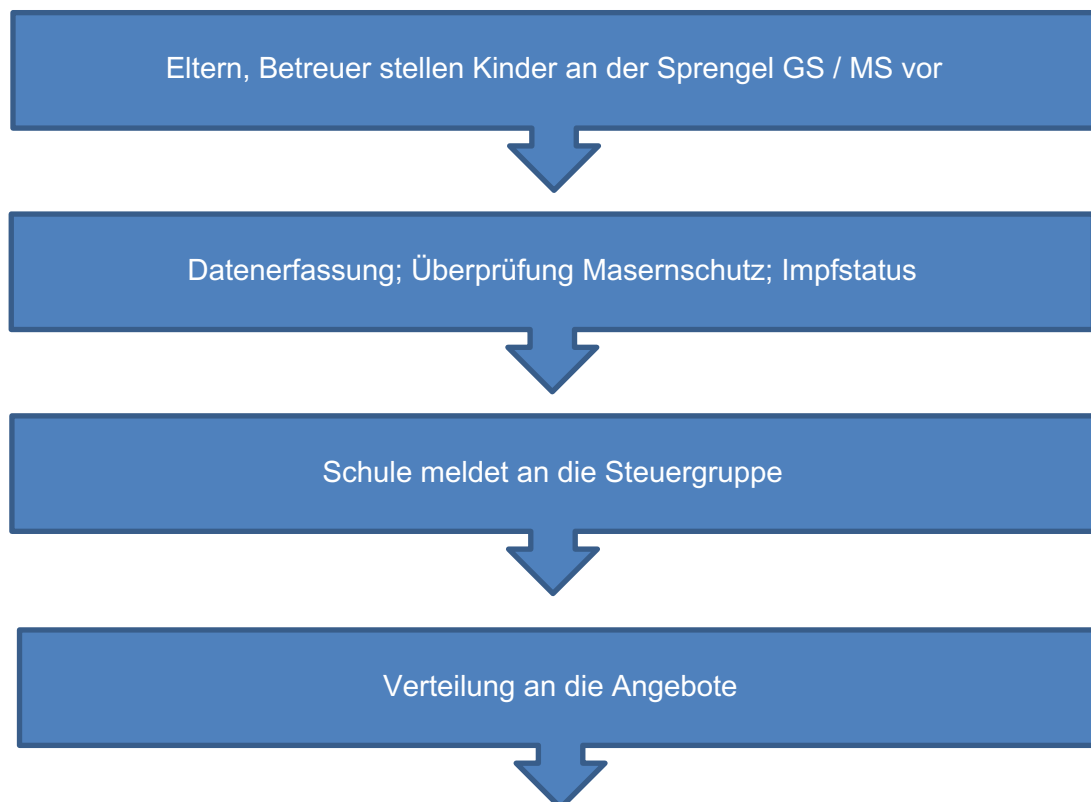 Eltern, Betreuer stellen Kinder an der Sprengel GS / MS vor
Datenerfassung; Überprüfung Masernschutz; Impfstatus
Schule meldet an die Steuergruppe
Verteilung an die Angebote